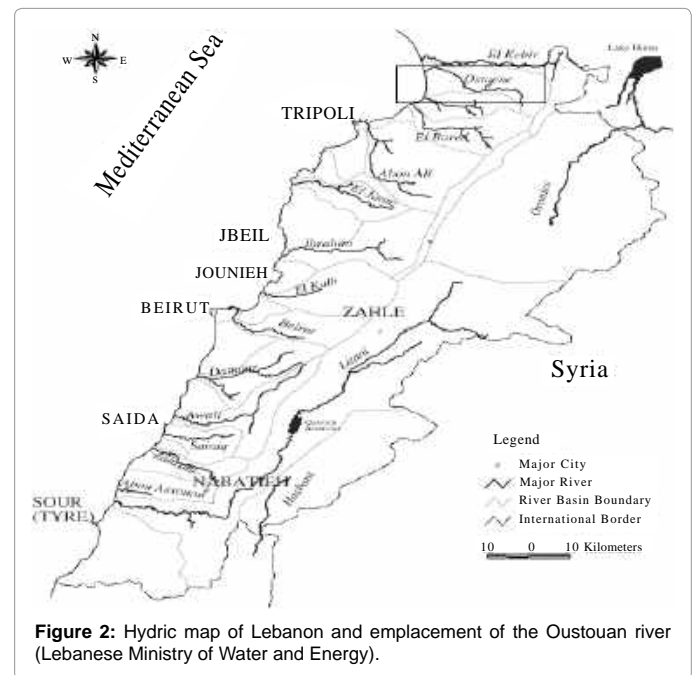 N
W E
S
Mediterranean Sea
El Kebir
Lake Homs
TRIPOLI
El Bared
Abou Ali
Orontes
JBEIL
Ibrahim
JOUNIEH
El Kalb
BEIRUT
Beirut
ZAHLE
Litani
Syria
Damour
SAIDA
Awali
NABATIEH
Hasbani
SOUR
(TYRE)
Legend
Major City
Major River
River Basin Boundary
International Border
10 0 10 Kilometers
Figure 2: Hydric map of Lebanon and emplacement of the Oustouan river
(Lebanese Ministry of Water and Energy).